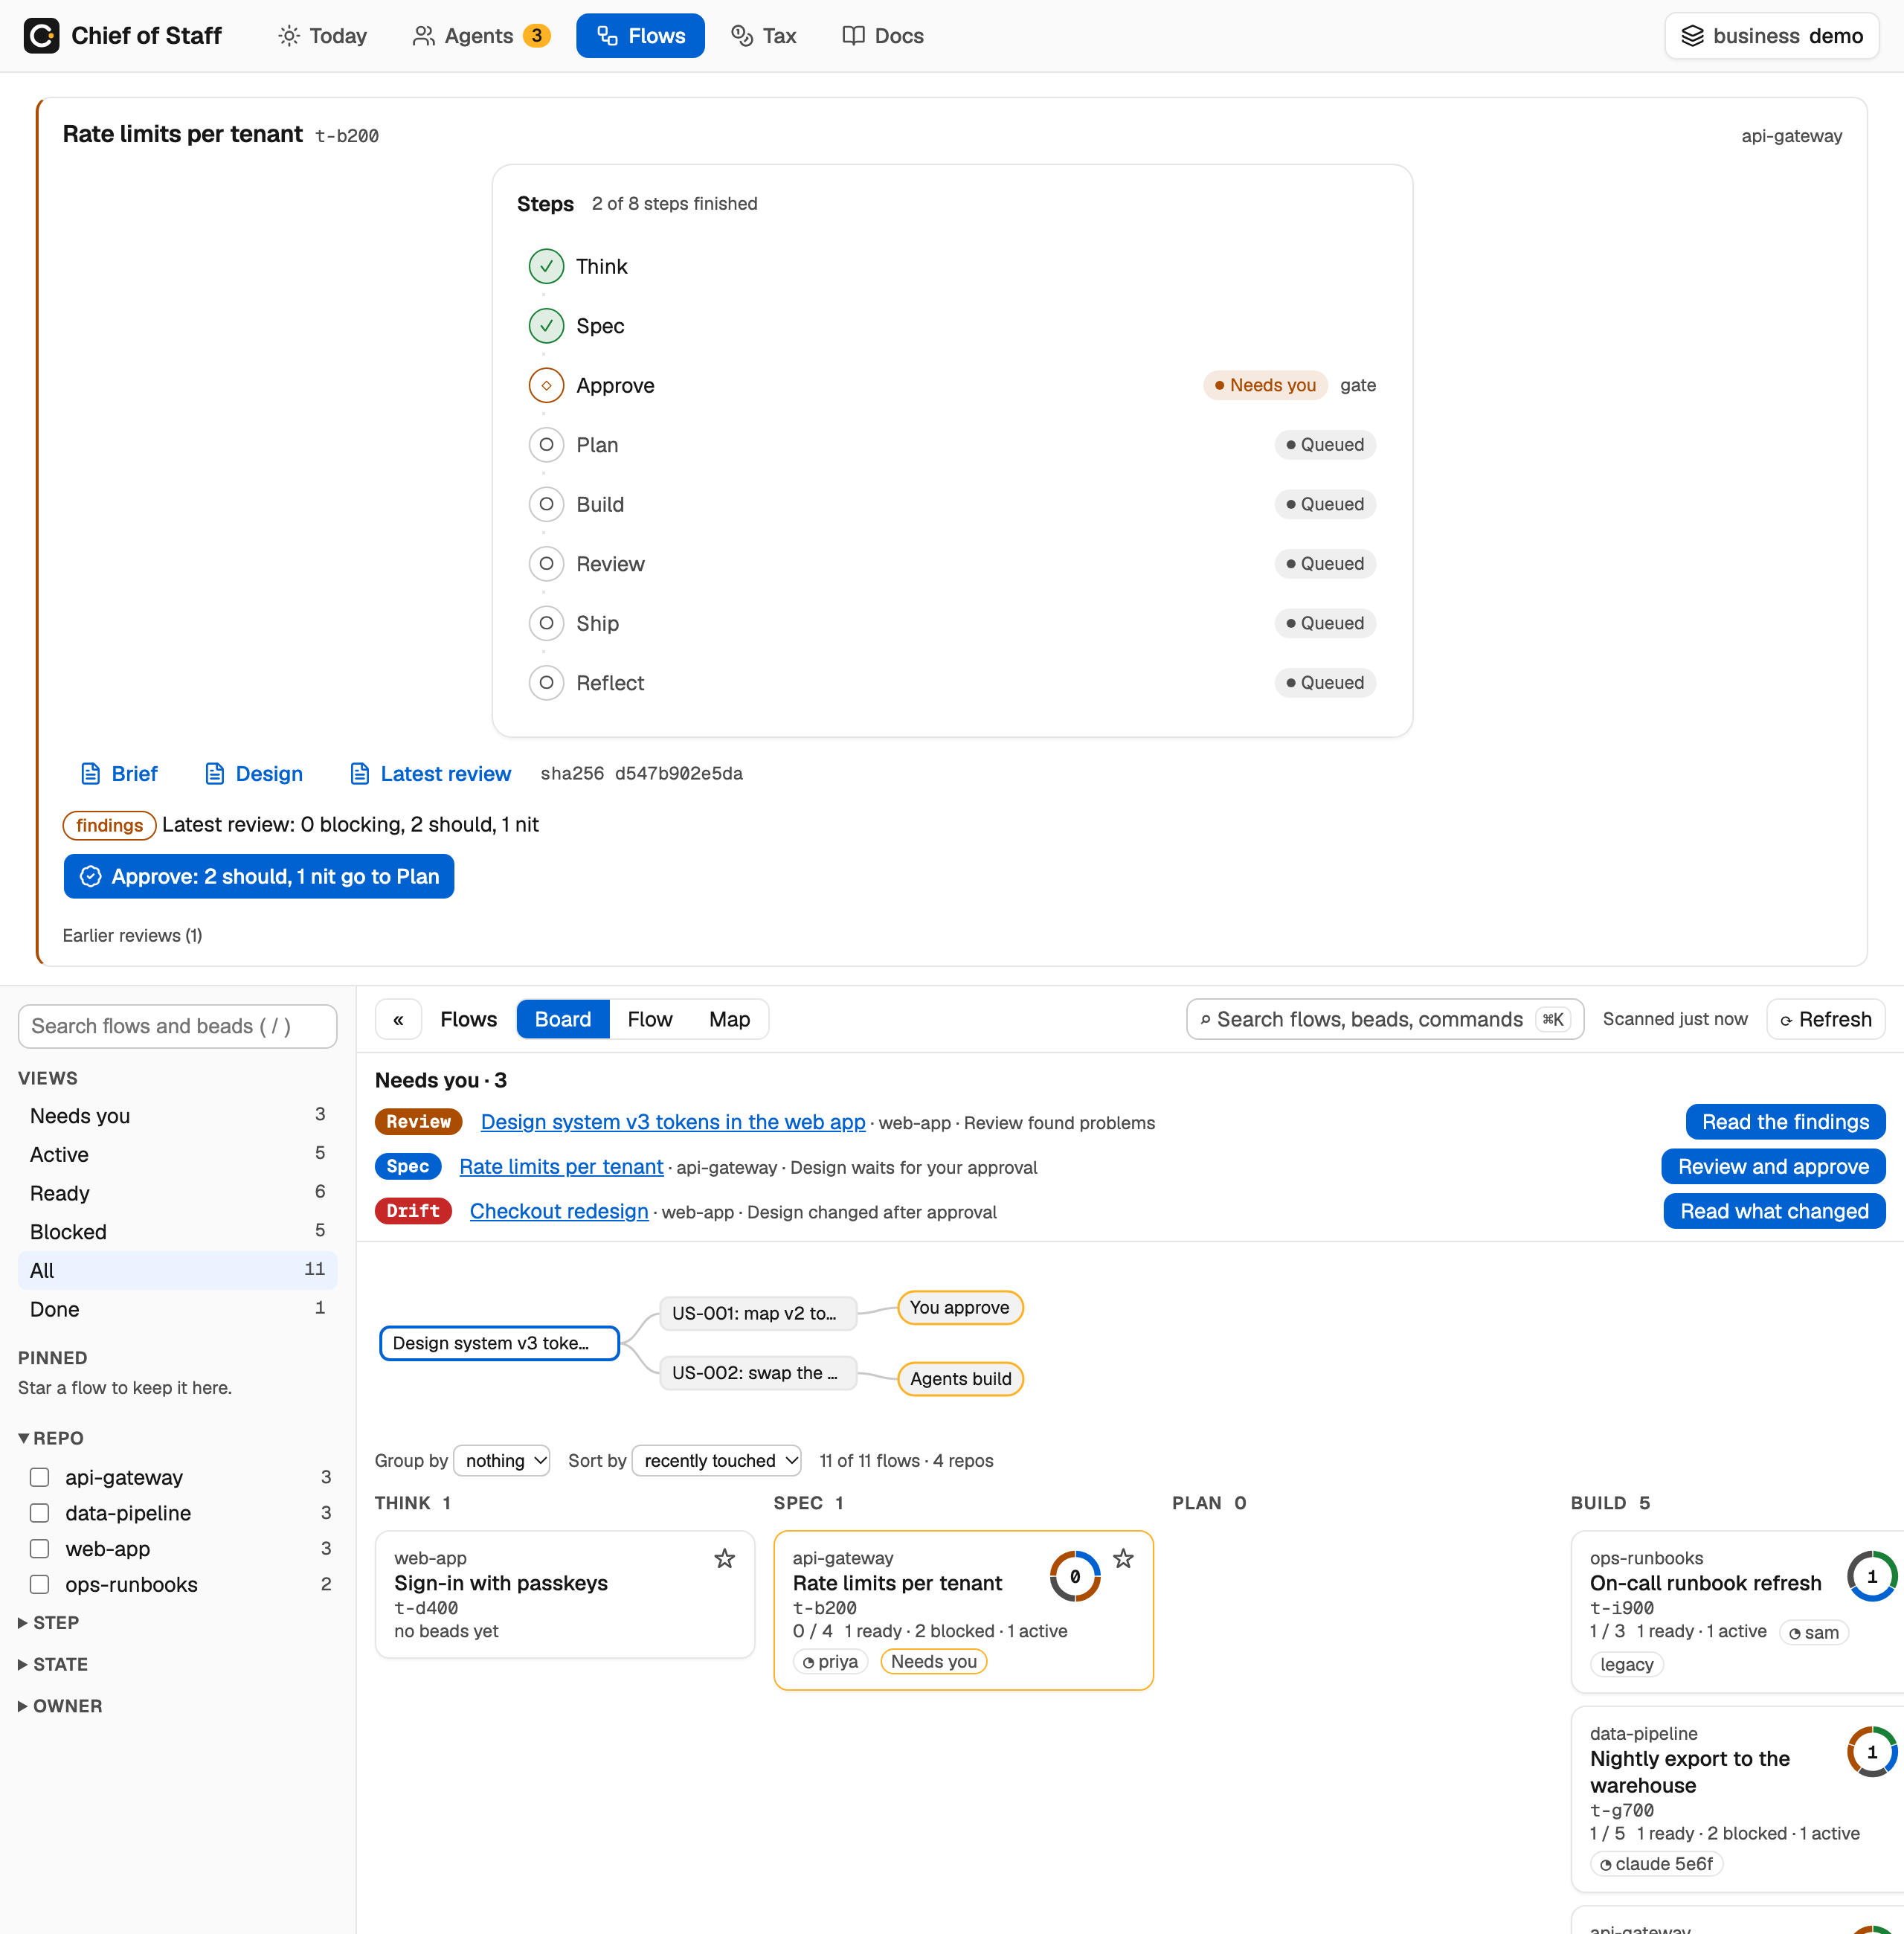 Chief of Staff
Today
Agents 3
Flows
Tax
Docs
business demo
Rate limits per tenant t-b200
api-gateway
Steps 2 of 8 steps finished
Think
Spec
Approve Needs you gate
Plan Queued
Build Queued
Review Queued
Ship Queued
Reflect Queued
Brief Design Latest review sha256 d547b902e5da
findings Latest review: 0 blocking, 2 should, 1 nit
Approve: 2 should, 1 nit go to Plan
Earlier reviews (1)
Search flows and beads ( / )
VIEWS
Needs you 3
Active 5
Ready 6
Blocked 5
All 11
Done 1
PINNED
Star a flow to keep it here.
REPO
api-gateway 3
data-pipeline 3
web-app 3
ops-runbooks 2
STEP
STATE
OWNER
« Flows Board Flow Map
Search flows, beads, commands ⌘K
Scanned just now
Refresh
Needs you · 3
Review Design system v3 tokens in the web app · web-app · Review found problems Read the findings
Spec Rate limits per tenant · api-gateway · Design waits for your approval Review and approve
Drift Checkout redesign · web-app · Design changed after approval Read what changed
Design system v3 toke...
US-001: map v2 to...
US-002: swap the ...
You approve
Agents build
Group by nothing Sort by recently touched 11 of 11 flows · 4 repos
THINK 1
web-app
Sign-in with passkeys
t-d400
no beads yet
SPEC 1
api-gateway
Rate limits per tenant
0
t-b200
0 / 4 1 ready · 2 blocked · 1 active
priya Needs you
PLAN 0
BUILD 5
ops-runbooks
On-call runbook refresh
1
t-i900
1 / 3 1 ready · 1 active sam
legacy
data-pipeline
Nightly export to the
warehouse
1
t-g700
1 / 5 1 ready · 2 blocked · 1 active
claude 5e6f
api-gateway